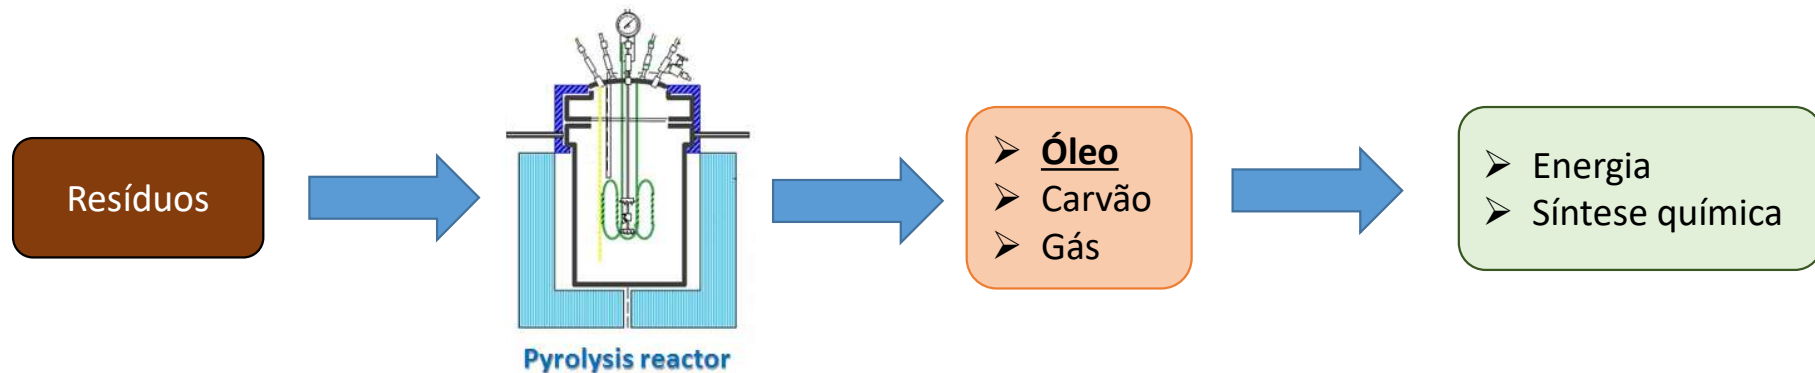 Resíduos
Pyrolysis reactor
➢ Óleo
➢ Carvão
➢ Gás
➢ Energia
➢ Síntese química